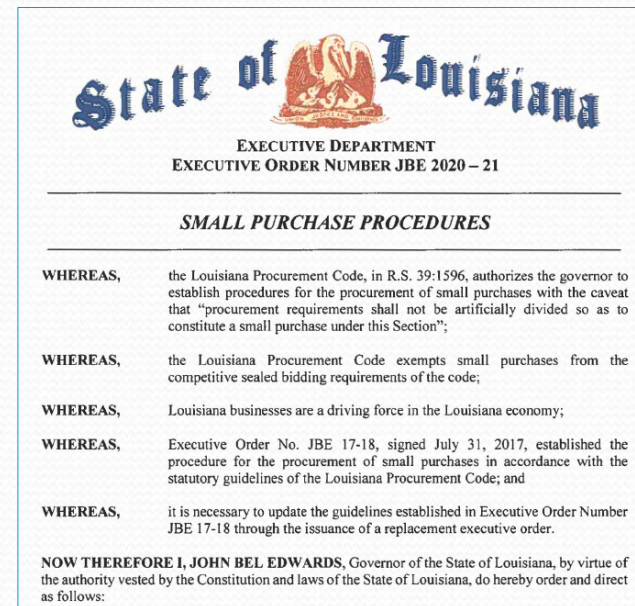 State of Louisiana
UNION JUSTICE AND CONFIDENCE
EXECUTIVE DEPARTMENT
EXECUTIVE ORDER NUMBER JBE 2020 – 21
SMALL PURCHASE PROCEDURES
WHEREAS, the Louisiana Procurement Code, in R.S. 39:1596, authorizes the governor to
establish procedures for the procurement of small purchases with the caveat
that “procurement requirements shall not be artificially divided so as to
constitute a small purchase under this Section”;
WHEREAS, the Louisiana Procurement Code exempts small purchases from the
competitive sealed bidding requirements of the code;
WHEREAS, Louisiana businesses are a driving force in the Louisiana economy;
WHEREAS, Executive Order No. JBE 17-18, signed July 31, 2017, established the
procedure for the procurement of small purchases in accordance with the
statutory guidelines of the Louisiana Procurement Code; and
WHEREAS, it is necessary to update the guidelines established in Executive Order Number
JBE 17-18 through the issuance of a replacement executive order.
NOW THEREFORE I, JOHN BEL EDWARDS, Governor of the State of Louisiana, by virtue of
the authority vested by the Constitution and laws of the State of Louisiana, do hereby order and direct
as follows: